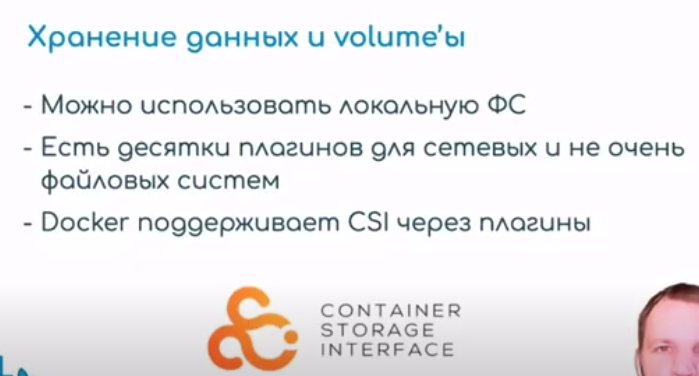 Хранение данных и volume'ы
- Можно использовать локальную ФС
- Есть десятки плагинов для сетевых и не очень
файловых систем
- Docker поддерживает CSI через плагины
CONTAINER
STORAGE
INTERFACE